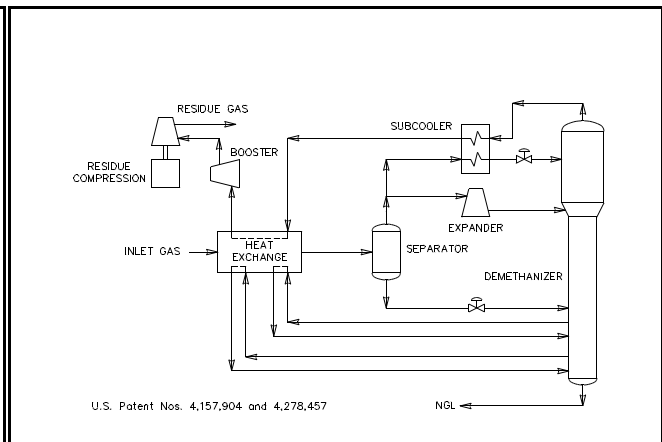 RESIDUE GAS
SUBCOOLER
BOOSTER
RESIDUE
COMPRESSION
EXPANDER
INLET GAS
HEAT
EXCHANGE
SEPARATOR
DEMETHANIZER
U.S. Patent Nos. 4,157,904 and 4,278,457
NGL